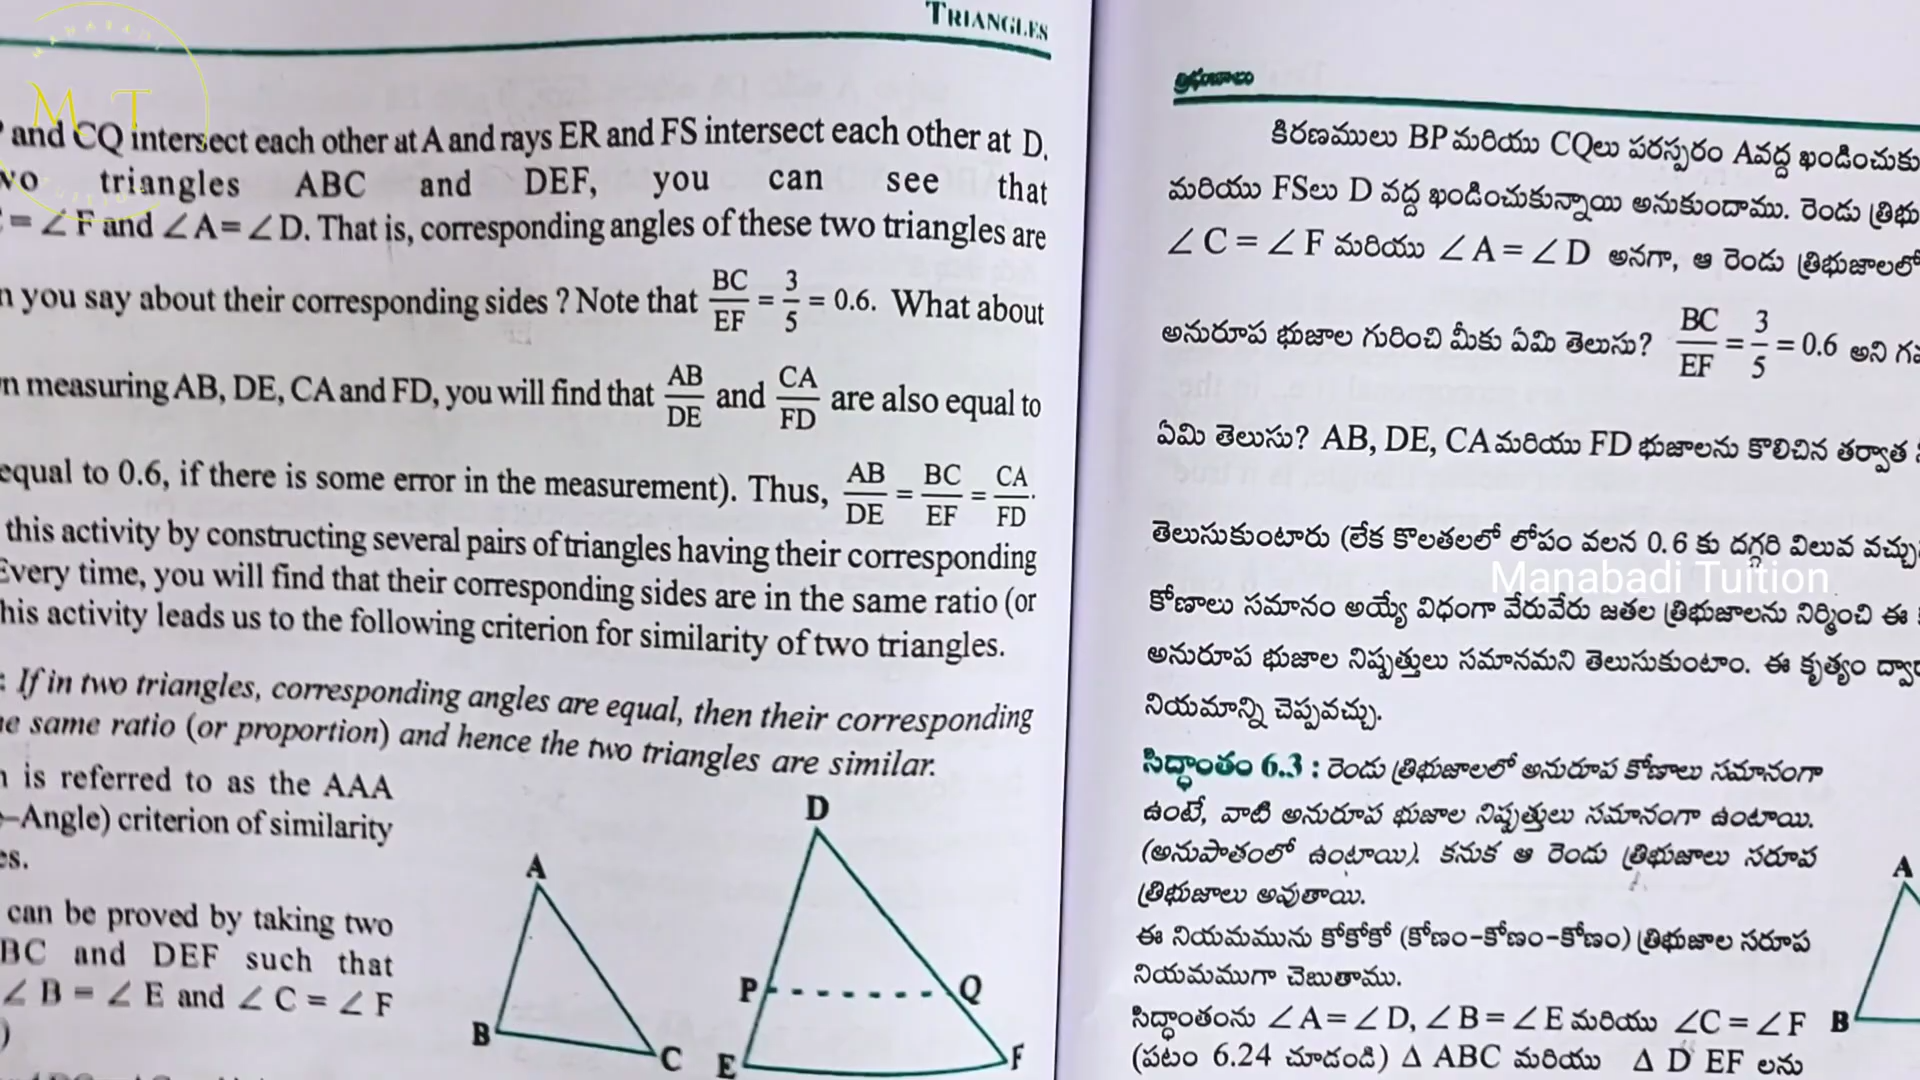 TRIANGLES
M T
and CQ intersect each other at A and rays ER and FS intersect each other at D.
triangles ABC and DEF, you can see that
= ∠ F and ∠ A = ∠ D. That is, corresponding angles of these two triangles are
you say about their corresponding sides ? Note that BC/EF = 3/5 = 0.6. What about
measuring AB, DE, CA and FD, you will find that AB/DE and CA/FD are also equal to
equal to 0.6, if there is some error in the measurement). Thus, AB/DE = BC/EF = CA/FD.
this activity by constructing several pairs of triangles having their corresponding
Every time, you will find that their corresponding sides are in the same ratio (or
his activity leads us to the following criterion for similarity of two triangles.
: If in two triangles, corresponding angles are equal, then their corresponding
same ratio (or proportion) and hence the two triangles are similar.
is referred to as the AAA
–Angle) criterion of similarity
can be proved by taking two
BC and DEF such that
∠ B = ∠ E and ∠ C = ∠ F
)
A
B
C
D
P
Q
E
F
త్రిభుజాలు
కిరణములు BP మరియు CQలు పరస్పరం A వద్ద ఖండించుకు
మరియు FSలు D వద్ద ఖండించుకున్నాయి అనుకుందాము. రెండు త్రిభు
∠ C = ∠ F మరియు ∠ A = ∠ D అనగా, ఆ రెండు త్రిభుజాలలో
అనురూప భుజాల గురించి మీకు ఏమి తెలుసు? BC/EF = 3/5 = 0.6 అని
ఏమి తెలుసు? AB, DE, CA మరియు FD భుజాలను కొలిచిన తర్వాత
తెలుసుకుంటారు (లేక కొలతలలో లోపం వలన 0.6 కు దగ్గరి విలువ వచ్చు
Manabadi Tuition
కోణాలు సమానం అయ్యే విధంగా వేరువేరు జతల త్రిభుజాలను నిర్మించి ఈ
అనురూప భుజాల నిష్పత్తులు సమానమని తెలుసుకుంటాం. ఈ కృత్యం ద్వా
నియమాన్ని చెప్పవచ్చు.
సిద్ధాంతం 6.3 : రెండు త్రిభుజాలలో అనురూప కోణాలు సమానంగా
ఉంటే, వాటి అనురూప భుజాల నిష్పత్తులు సమానంగా ఉంటాయి.
(అనుపాతంలో ఉంటాయి). కనుక ఆ రెండు త్రిభుజాలు సరూప
త్రిభుజాలు అవుతాయి.
ఈ నియమమును కోకోకో (కోణం-కోణం-కోణం) త్రిభుజాల సరూప
నియమముగా చెబుతాము.
సిద్ధాంతంను ∠A = ∠ D, ∠ B = ∠ E మరియు ∠C = ∠F
(పటం 6.24 చూడండి) Δ ABC మరియు Δ D EF లను
A
B